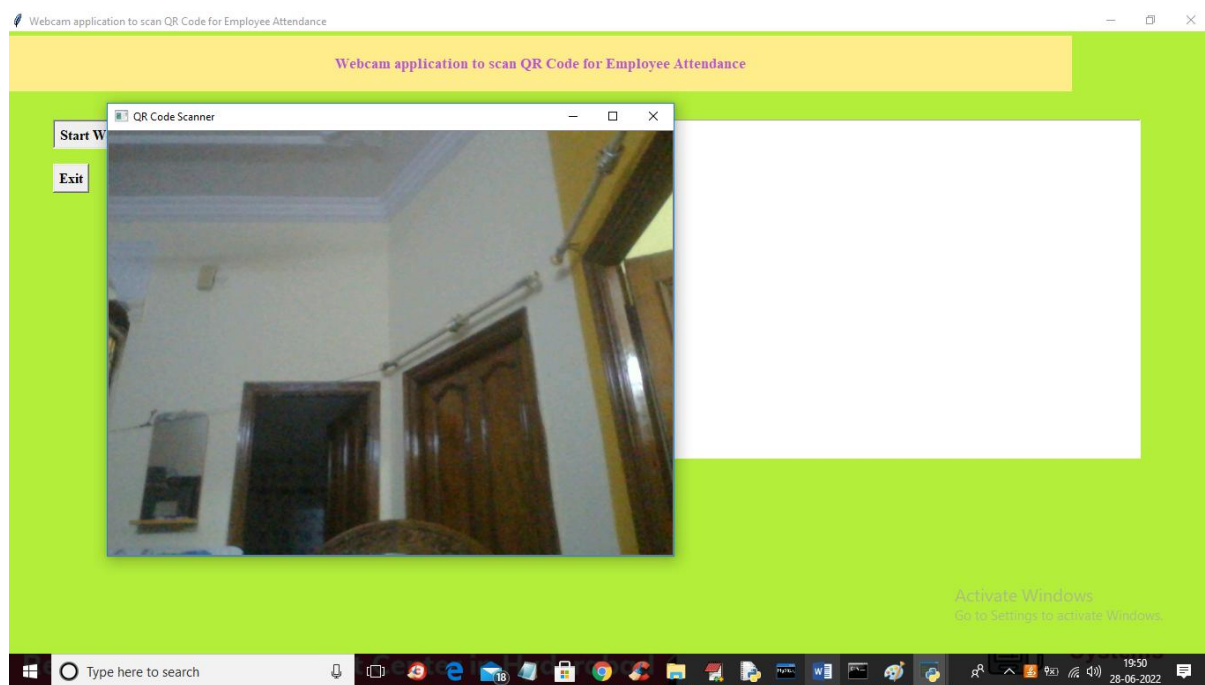 Webcam application to scan QR Code for Employee Attendance
Webcam application to scan QR Code for Employee Attendance
QR Code Scanner
Start W
Exit
Activate Windows
Go to Settings to activate Windows.
Type here to search
18
19:50
28-06-2022